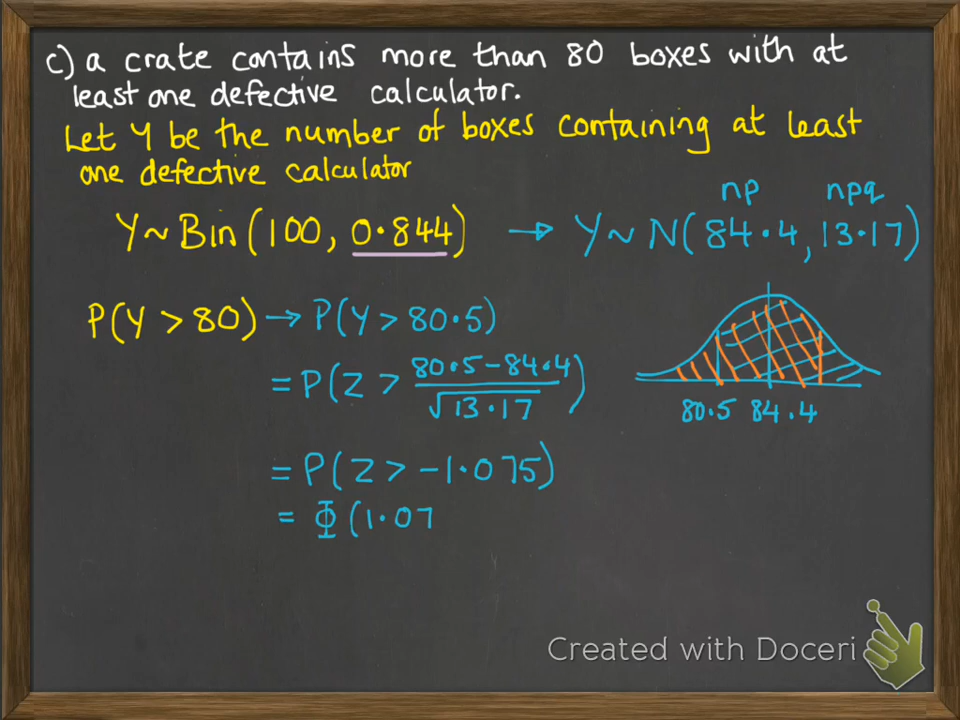 c) a crate contains more than 80 boxes with at
least one defective calculator.
Let Y be the number of boxes containing at least
one defective calculator
np npq
Y~ Bin(100, 0.844) → Y~ N(84.4, 13.17)
P(Y > 80) → P(Y > 80.5)
= P(Z > (80.5-84.4)/√13.17)
80.5 84.4
= P(Z > -1.075)
= Φ(1.07
Created with Doceri